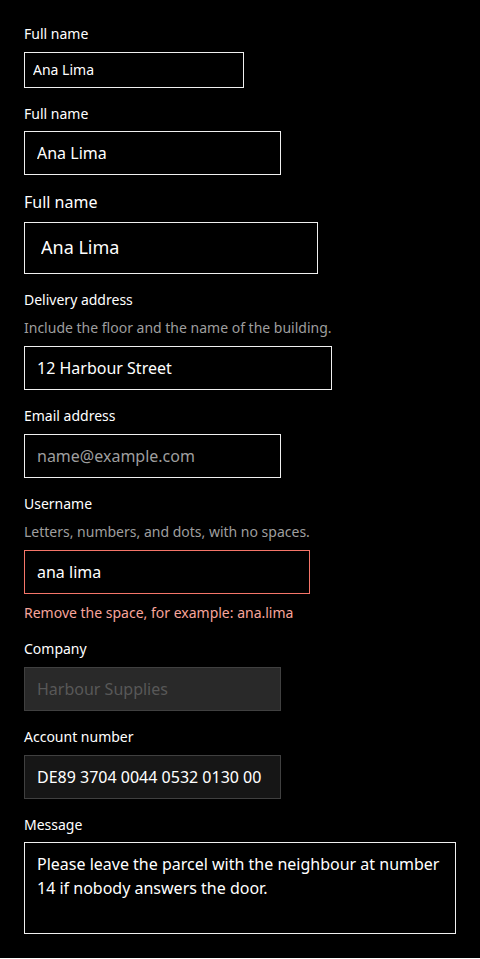 Full name
Ana Lima
Full name
Ana Lima
Full name
Ana Lima
Delivery address
Include the floor and the name of the building.
12 Harbour Street
Email address
name@example.com
Username
Letters, numbers, and dots, with no spaces.
ana lima
Remove the space, for example: ana.lima
Company
Harbour Supplies
Account number
DE89 3704 0044 0532 0130 00
Message
Please leave the parcel with the neighbour at number
14 if nobody answers the door.